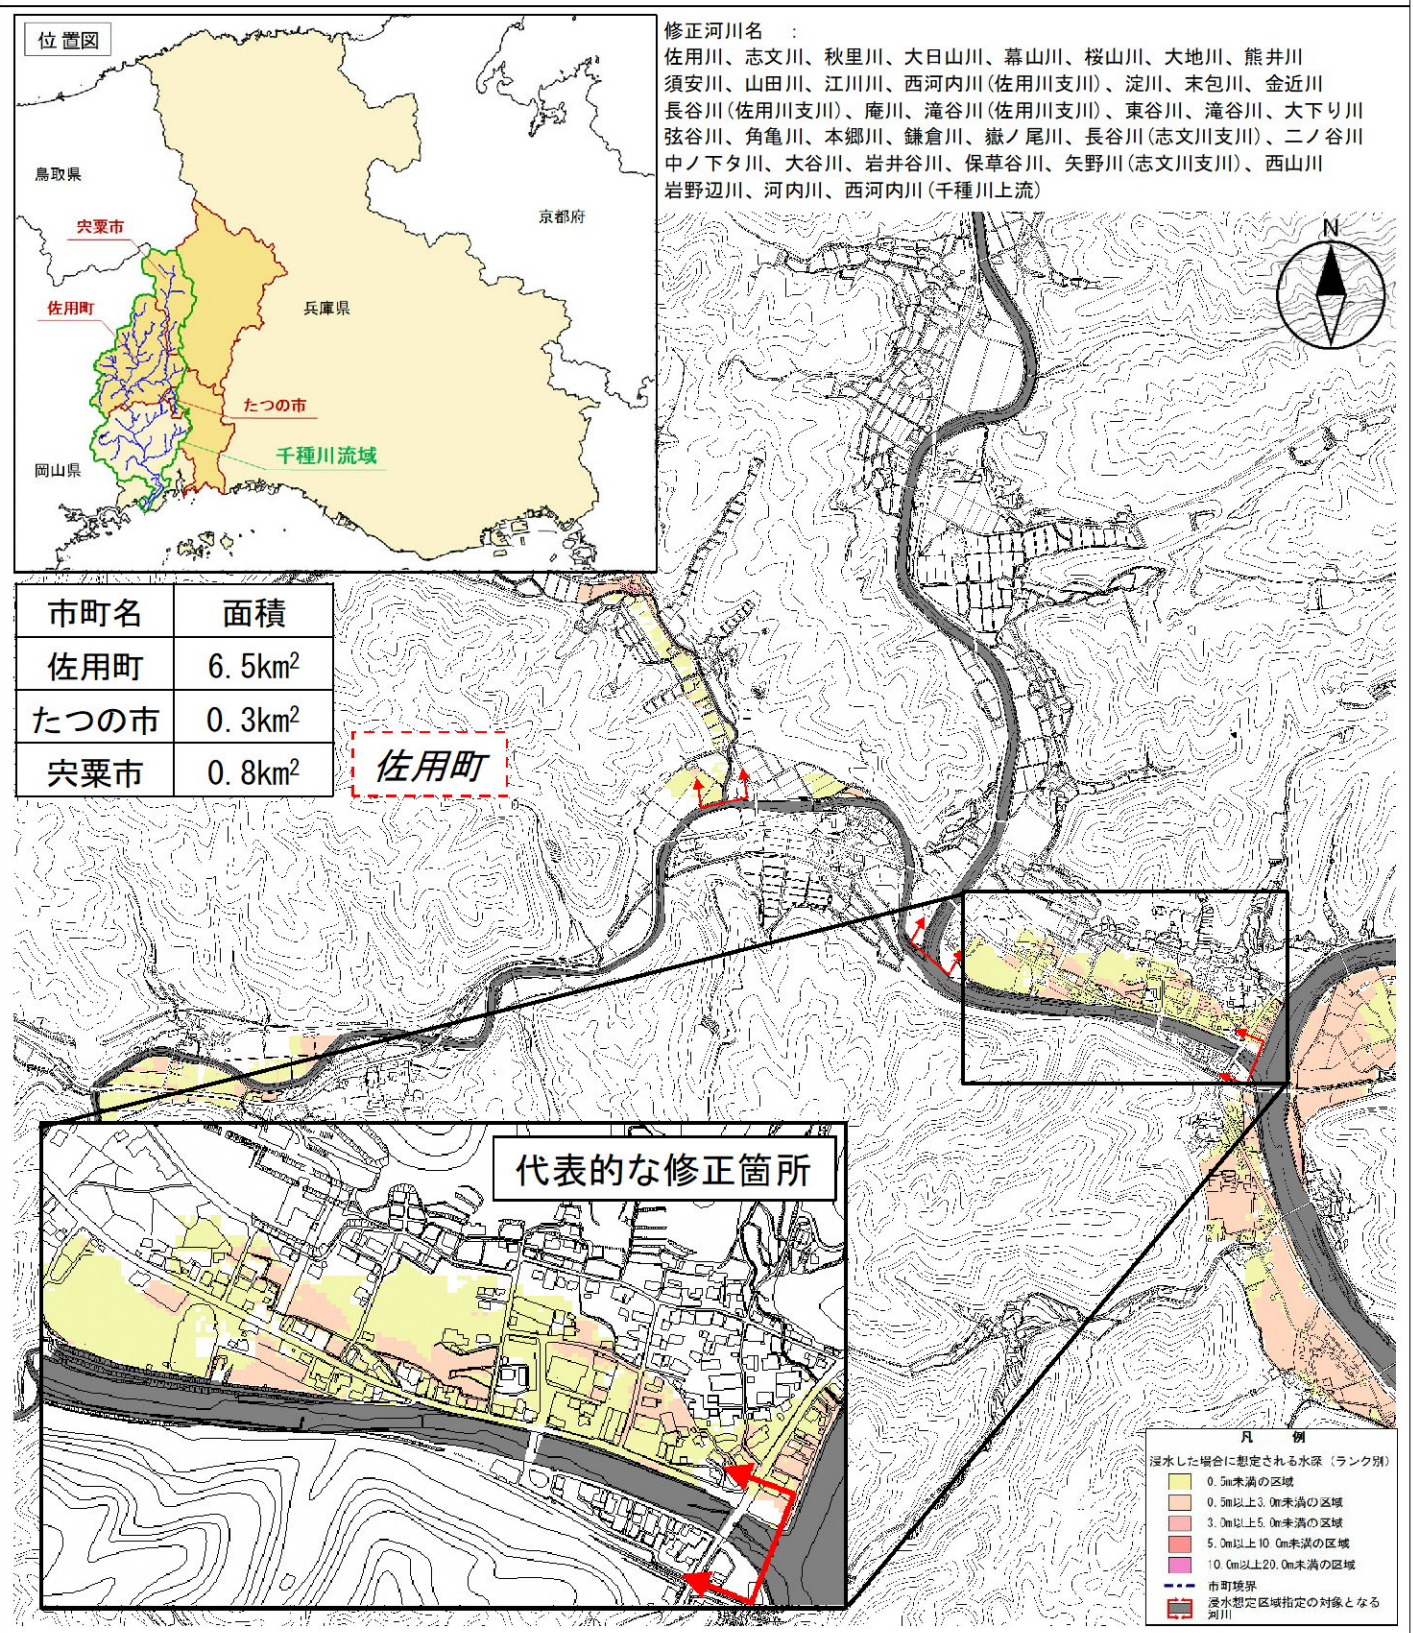 位置図
鳥取県
京都府
宍粟市
佐用町
兵庫県
たつの市
千種川流域
岡山県
修正河川名 :
佐用川、志文川、秋里川、大日山川、幕山川、桜山川、大地川、熊井川
須安川、山田川、江川川、西河内川(佐用川支川)、淀川、末包川、金近川
長谷川(佐用川支川)、庵川、滝谷川(佐用川支川)、東谷川、滝谷川、大下り川
弦谷川、角亀川、本郷川、鎌倉川、嶽ノ尾川、長谷川(志文川支川)、二ノ谷川
中ノ下タ川、大谷川、岩井谷川、保草谷川、矢野川(志文川支川)、西山川
岩野辺川、河内川、西河内川(千種川上流)
N
市町名 面積
佐用町 6.5km²
たつの市 0.3km²
宍粟市 0.8km²
佐用町
代表的な修正箇所
凡 例
浸水した場合に想定される水深(ランク別)
0.5m未満の区域
0.5m以上3.0m未満の区域
3.0m以上5.0m未満の区域
5.0m以上10.0m未満の区域
10.0m以上20.0m未満の区域
市町境界
浸水想定区域指定の対象となる
河川